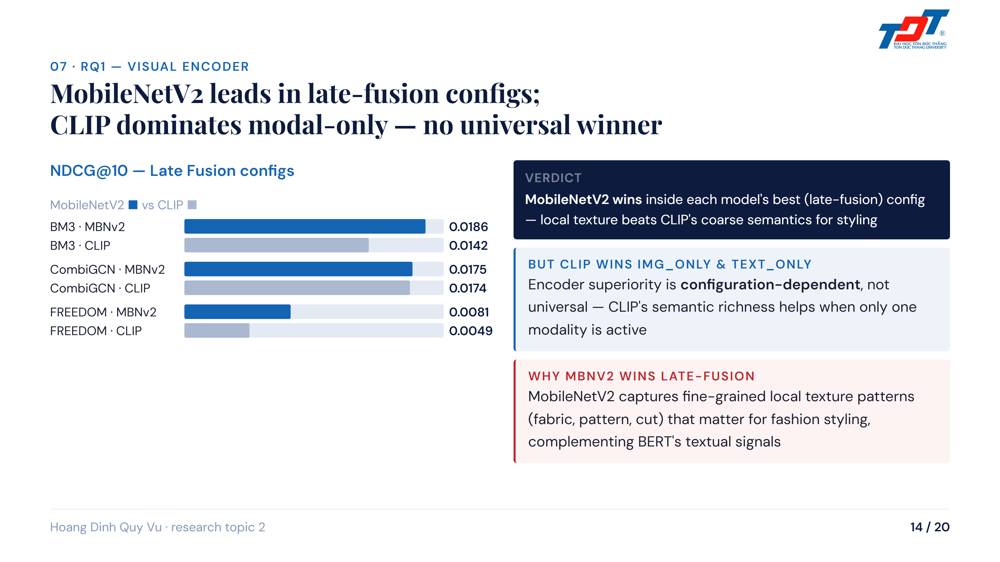 TDT
®
ĐẠI HỌC TÔN ĐỨC THẮNG
TON DUC THANG UNIVERSITY
07 · RQ1 — VISUAL ENCODER
MobileNetV2 leads in late-fusion configs;
CLIP dominates modal-only — no universal winner
NDCG@10 — Late Fusion configs
MobileNetV2 vs CLIP
BM3 · MBNv2 0.0186
BM3 · CLIP 0.0142
CombiGCN · MBNv2 0.0175
CombiGCN · CLIP 0.0174
FREEDOM · MBNv2 0.0081
FREEDOM · CLIP 0.0049
VERDICT
MobileNetV2 wins inside each model's best (late-fusion) config
— local texture beats CLIP's coarse semantics for styling
BUT CLIP WINS IMG_ONLY & TEXT_ONLY
Encoder superiority is configuration-dependent, not
universal — CLIP's semantic richness helps when only one
modality is active
WHY MBNV2 WINS LATE-FUSION
MobileNetV2 captures fine-grained local texture patterns
(fabric, pattern, cut) that matter for fashion styling,
complementing BERT's textual signals
Hoang Dinh Quy Vu · research topic 2
14 / 20